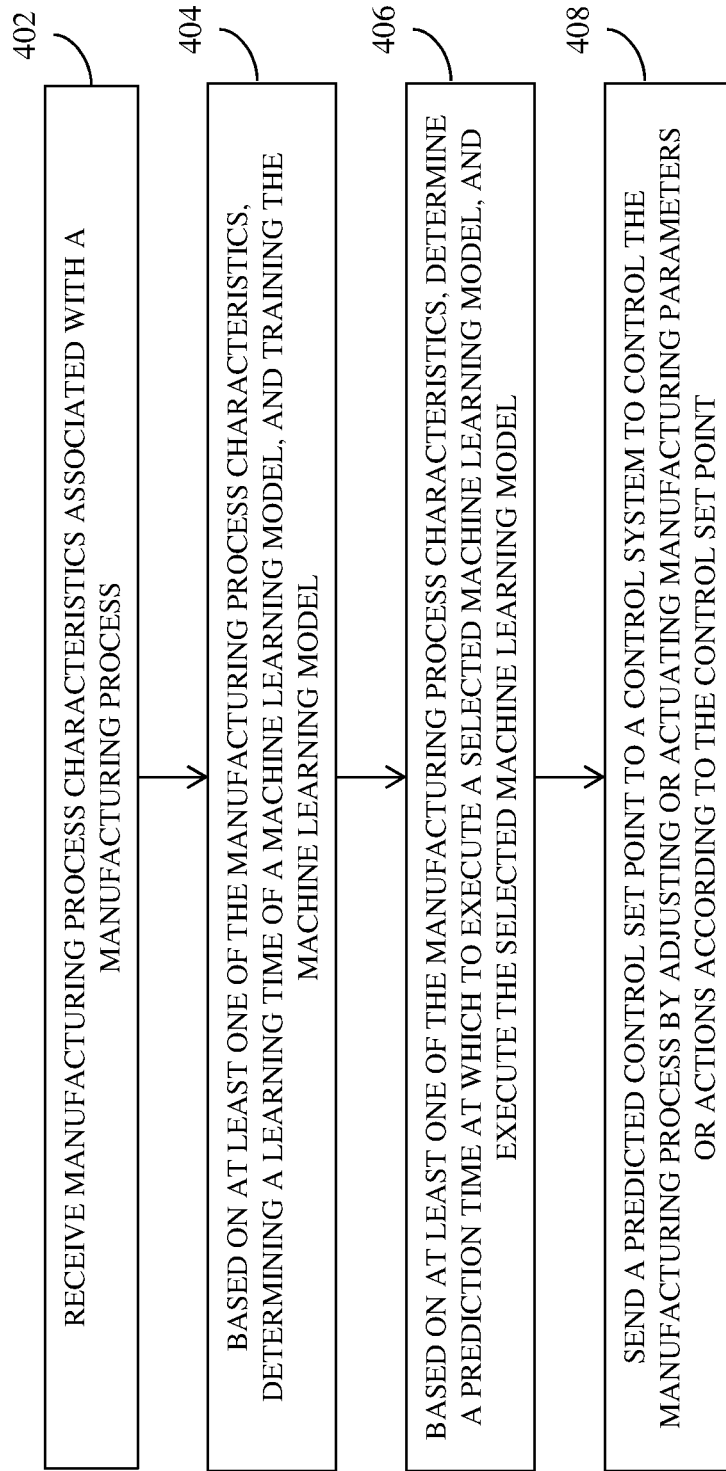 402
RECEIVE MANUFACTURING PROCESS CHARACTERISTICS ASSOCIATED WITH A
MANUFACTURING PROCESS
404
BASED ON AT LEAST ONE OF THE MANUFACTURING PROCESS CHARACTERISTICS,
DETERMINING A LEARNING TIME OF A MACHINE LEARNING MODEL, AND TRAINING THE
MACHINE LEARNING MODEL
406
BASED ON AT LEAST ONE OF THE MANUFACTURING PROCESS CHARACTERISTICS, DETERMINE
A PREDICTION TIME AT WHICH TO EXECUTE A SELECTED MACHINE LEARNING MODEL, AND
EXECUTE THE SELECTED MACHINE LEARNING MODEL
408
SEND A PREDICTED CONTROL SET POINT TO A CONTROL SYSTEM TO CONTROL THE
MANUFACTURING PROCESS BY ADJUSTING OR ACTUATING MANUFACTURING PARAMETERS
OR ACTIONS ACCORDING TO THE CONTROL SET POINT